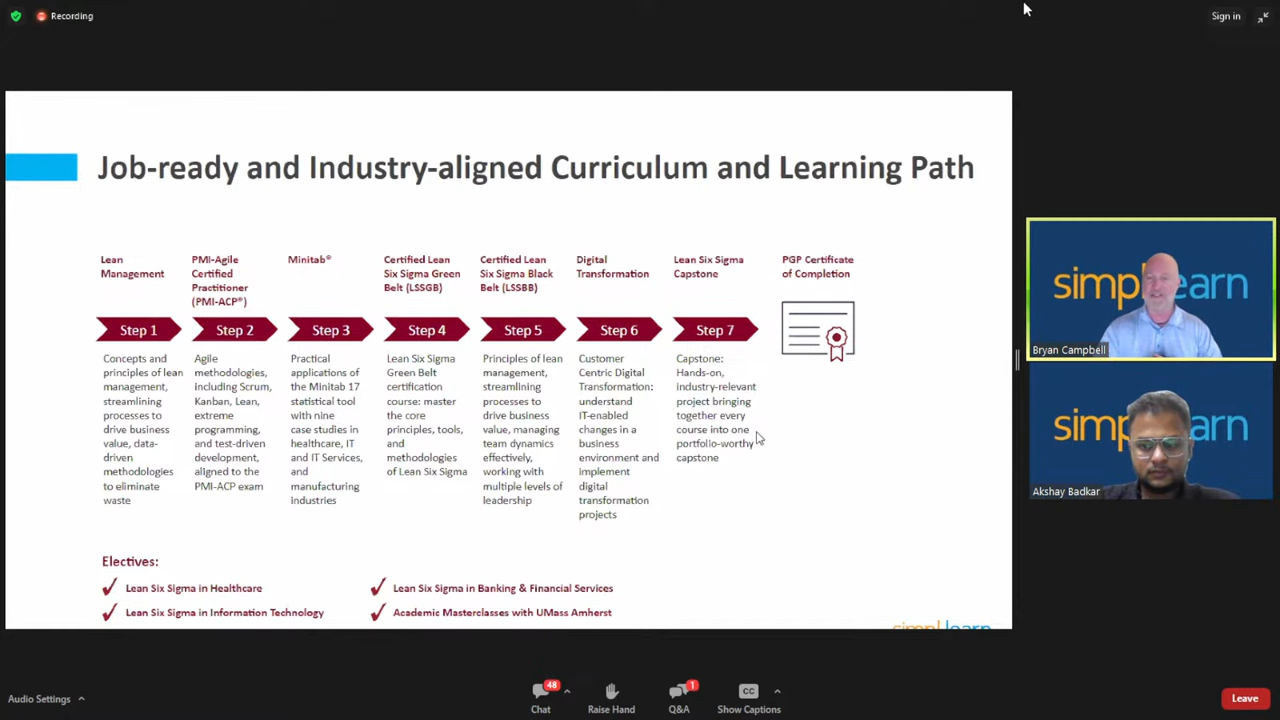 Recording
Sign in
Job-ready and Industry-aligned Curriculum and Learning Path
Lean
Management
PMI-Agile
Certified
Practitioner
(PMI-ACP®)
Minitab®
Certified Lean
Six Sigma Green
Belt (LSSGB)
Certified Lean
Six Sigma Black
Belt (LSSBB)
Digital
Transformation
Lean Six Sigma
Capstone
PGP Certificate
of Completion
Step 1
Step 2
Step 3
Step 4
Step 5
Step 6
Step 7
Concepts and
principles of lean
management,
streamlining
processes to
drive business
value, data-
driven
methodologies
to eliminate
waste
Agile
methodologies,
including Scrum,
Kanban, Lean,
extreme
programming,
and test-driven
development,
aligned to the
PMI-ACP exam
Practical
applications of
the Minitab 17
statistical tool
with nine
case studies in
healthcare, IT
and IT Services,
and
manufacturing
industries
Lean Six Sigma
Green Belt
certification
course: master
the core
principles, tools,
and
methodologies
of Lean Six Sigma
Principles of lean
management,
streamlining
processes to
drive business
value, managing
team dynamics
effectively,
working with
multiple levels of
leadership
Customer
Centric Digital
Transformation:
understand
IT-enabled
changes in a
business
environment and
implement
digital
transformation
projects
Capstone:
Hands-on,
industry-relevant
project bringing
together every
course into one
portfolio-worthy
capstone
Electives:
Lean Six Sigma in Healthcare
Lean Six Sigma in Banking & Financial Services
Lean Six Sigma in Information Technology
Academic Masterclasses with UMass Amherst
simplilearn
Bryan Campbell
Akshay Badkar
Audio Settings
48
Chat
Raise Hand
1
Q&A
CC
Show Captions
Leave